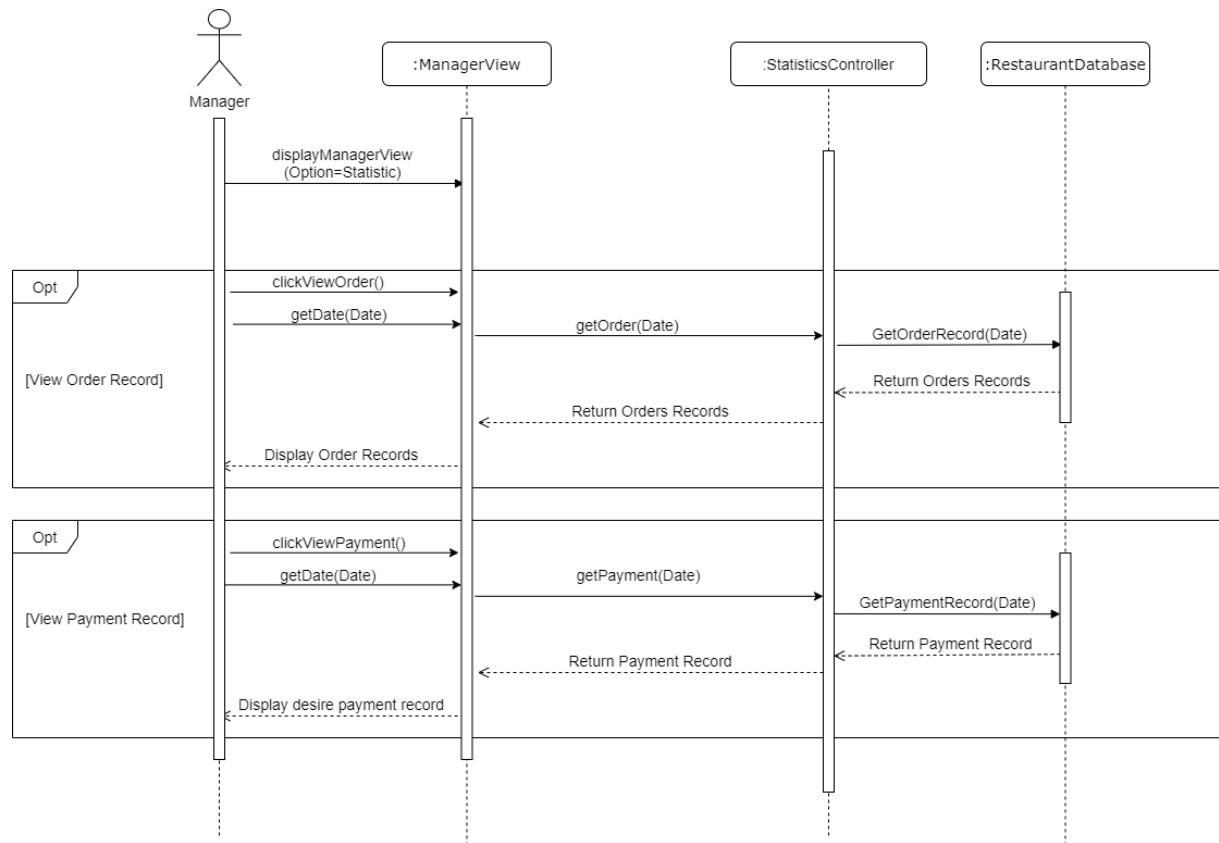 :ManagerView
:StatisticsController
:RestaurantDatabase
Manager
displayManagerView
(Option=Statistic)
Opt
clickViewOrder()
getDate(Date)
getOrder(Date)
GetOrderRecord(Date)
[View Order Record]
Return Orders Records
Return Orders Records
Display Order Records
Opt
clickViewPayment()
getDate(Date)
getPayment(Date)
GetPaymentRecord(Date)
[View Payment Record]
Return Payment Record
Return Payment Record
Display desire payment record